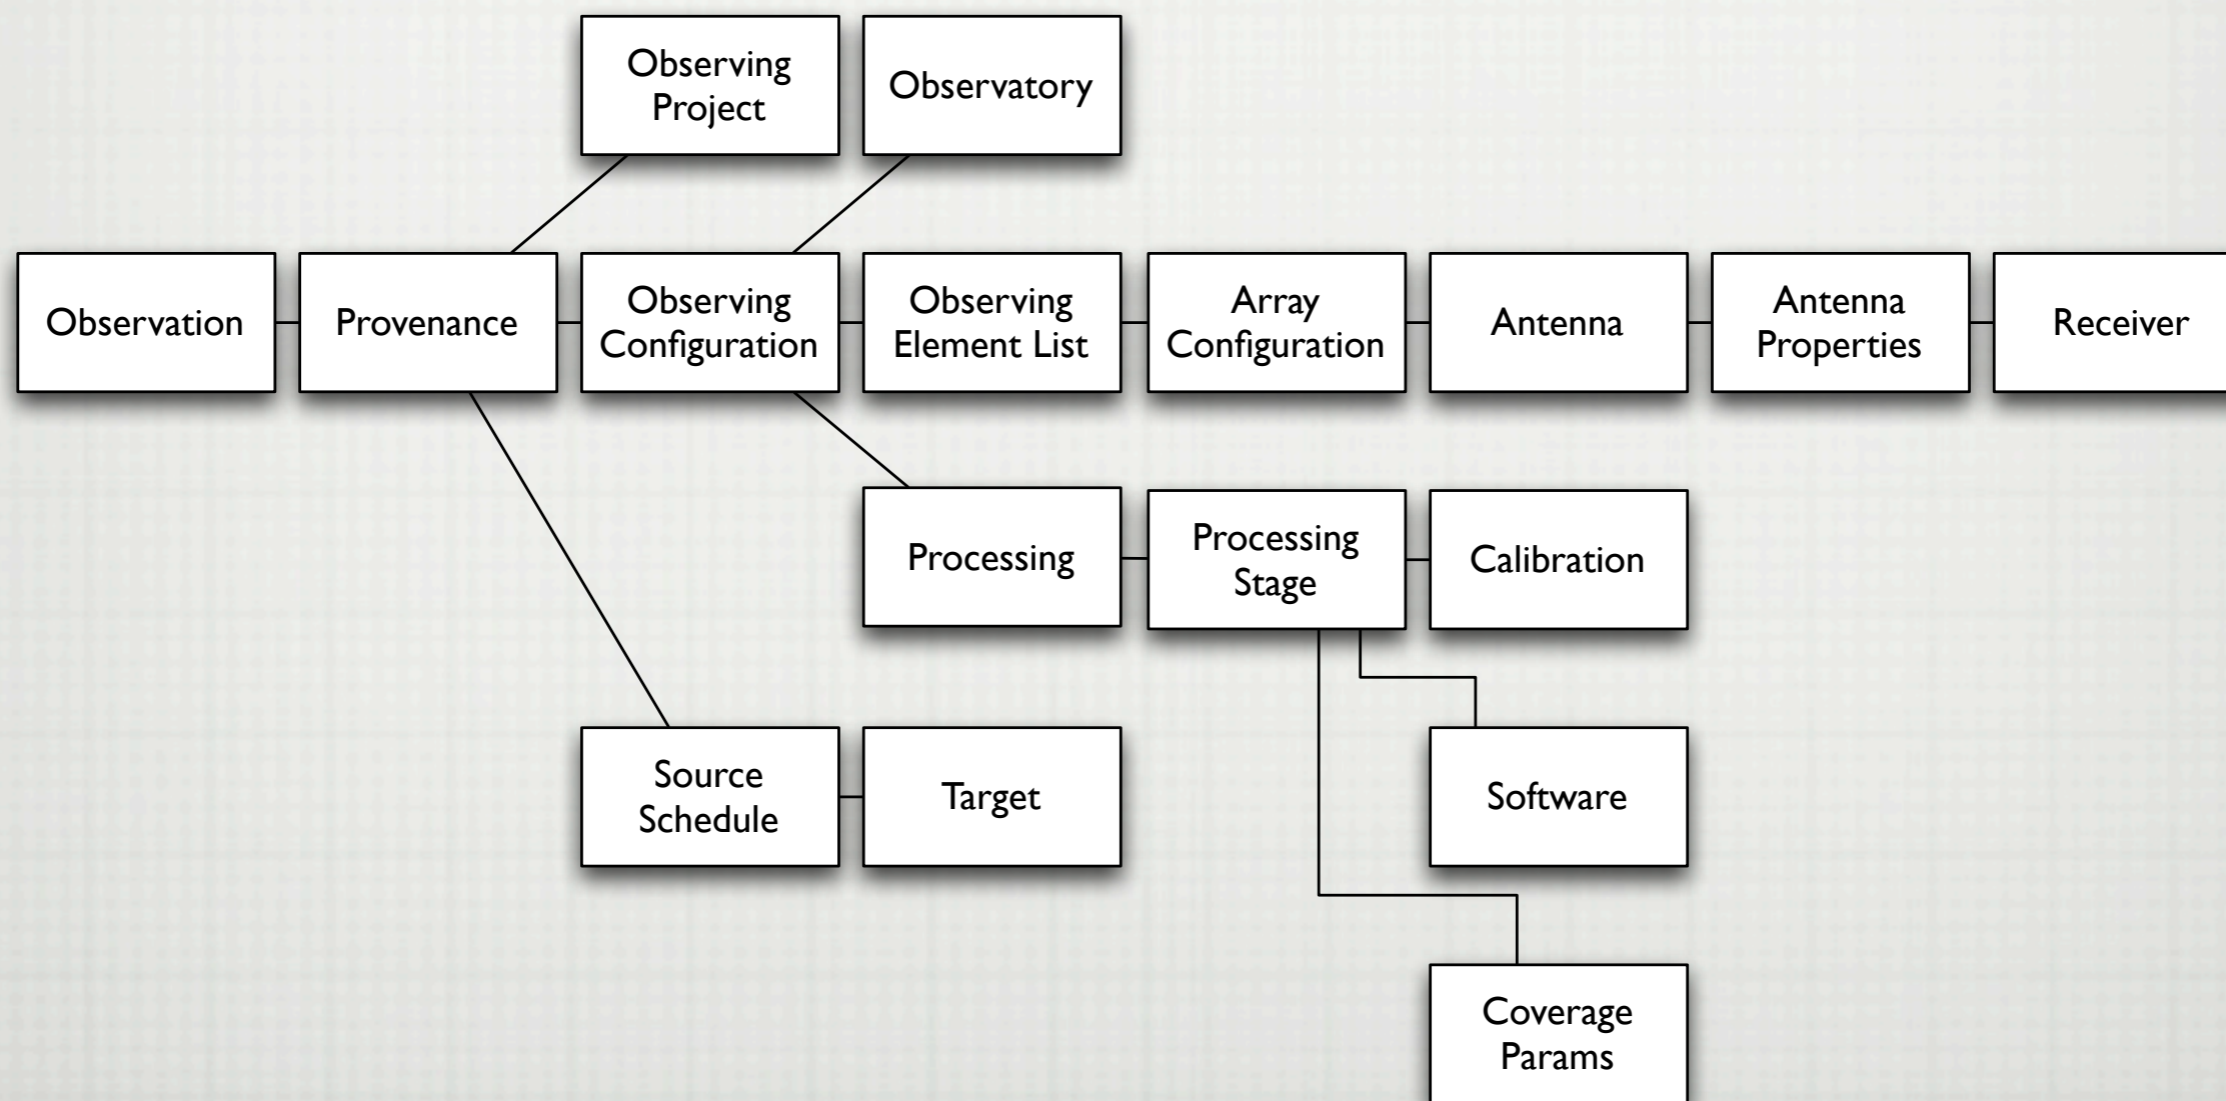 Observing
Project
Observatory
Observation
Provenance
Observing
Configuration
Observing
Element List
Array
Configuration
Antenna
Antenna
Properties
Receiver
Processing
Processing
Stage
Calibration
Source
Schedule
Target
Software
Coverage
Params